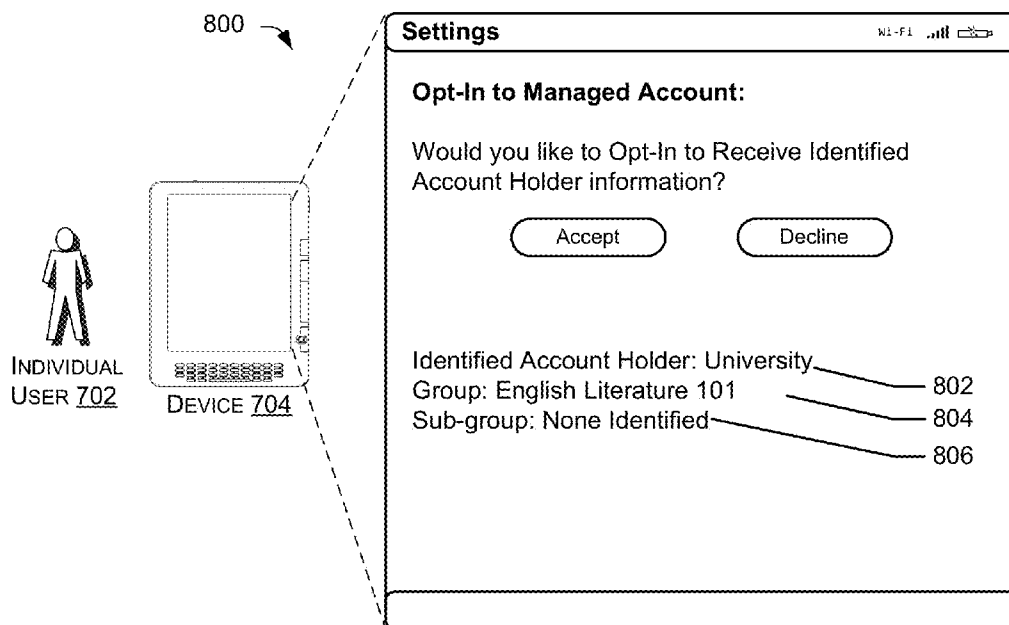 800
Settings
Wi-Fi
Opt-In to Managed Account:
Would you like to Opt-In to Receive Identified
Account Holder information?
Accept
Decline
INDIVIDUAL
USER 702
DEVICE 704
Identified Account Holder: University
802
Group: English Literature 101
804
Sub-group: None Identified
806